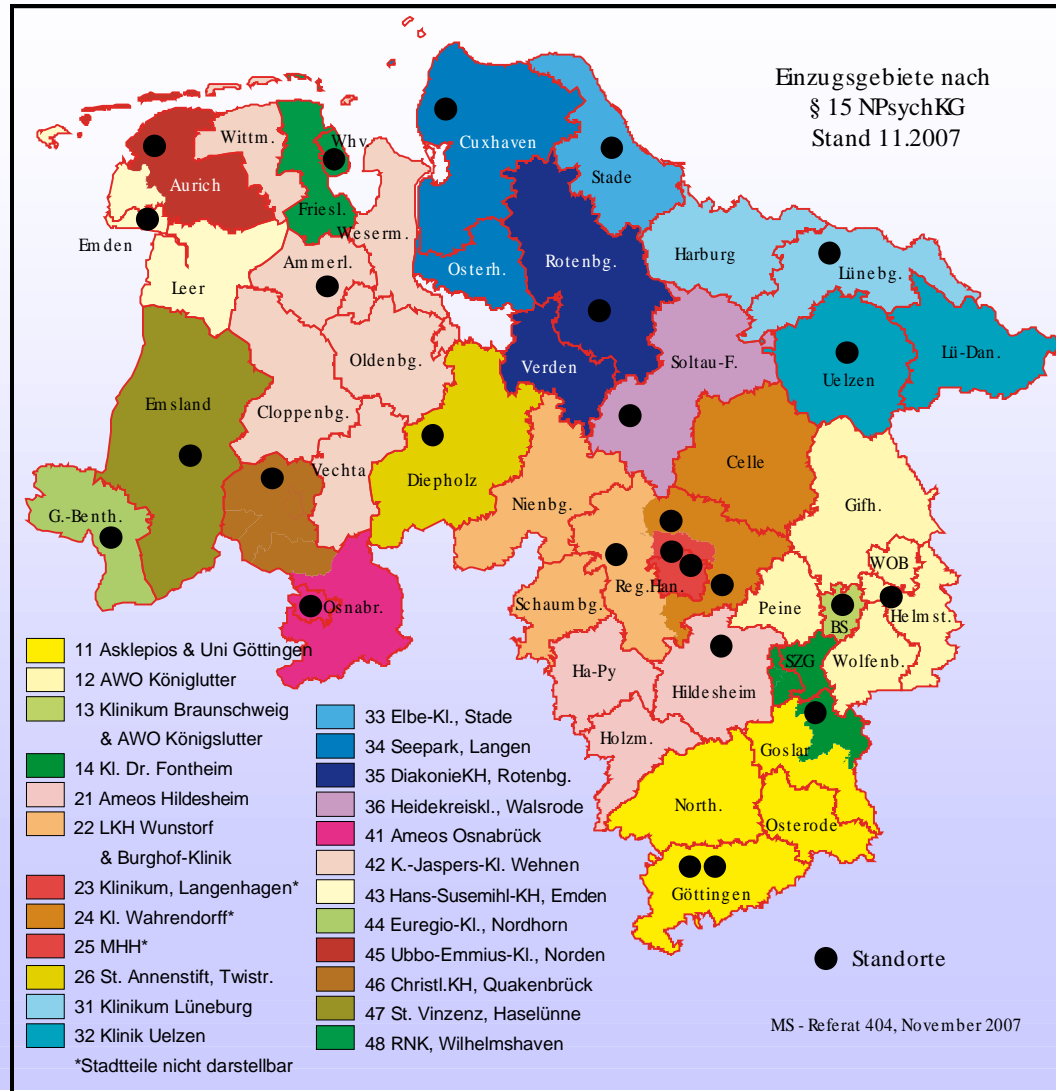 Einzugsgebiete nach
§ 15 NPsychKG
Stand 11.2007
Wittm.
Whv.
Cuxhaven
Stade
Aurich
Friesl.
Weserm.
Emden
Ammerl.
Osterh.
Rotenbg.
Harburg
Lünebg.
Leer
Oldenbg.
Verden
Soltau-F.
Uelzen
Lü-Dan.
Emsland
Cloppenbg.
Vechta
Diepholz
Celle
Nienbg.
Gifh.
G.-Benth.
WOB
Reg.Han.
Schaumbg.
Peine
BS
Helmst.
Osnabr.
Ha-Py
Hildesheim
SZG
Wolfenb.
Holzm.
Goslar
North.
Osterode
Göttingen
11 Asklepios & Uni Göttingen
12 AWO Königlutter
13 Klinikum Braunschweig
& AWO Königslutter
14 Kl. Dr. Fontheim
21 Ameos Hildesheim
22 LKH Wunstorf
& Burghof-Klinik
23 Klinikum, Langenhagen*
24 Kl. Wahrendorff*
25 MHH*
26 St. Annenstift, Twistr.
31 Klinikum Lüneburg
32 Klinik Uelzen
*Stadtteile nicht darstellbar
33 Elbe-Kl., Stade
34 Seepark, Langen
35 DiakonieKH, Rotenbg.
36 Heidekreiskl., Walsrode
41 Ameos Osnabrück
42 K.-Jaspers-Kl. Wehnen
43 Hans-Susemihl-KH, Emden
44 Euregio-Kl., Nordhorn
45 Ubbo-Emmius-Kl., Norden
46 Christl.KH, Quakenbrück
47 St. Vinzenz, Haselünne
48 RNK, Wilhelmshaven
Standorte
MS - Referat 404, November 2007